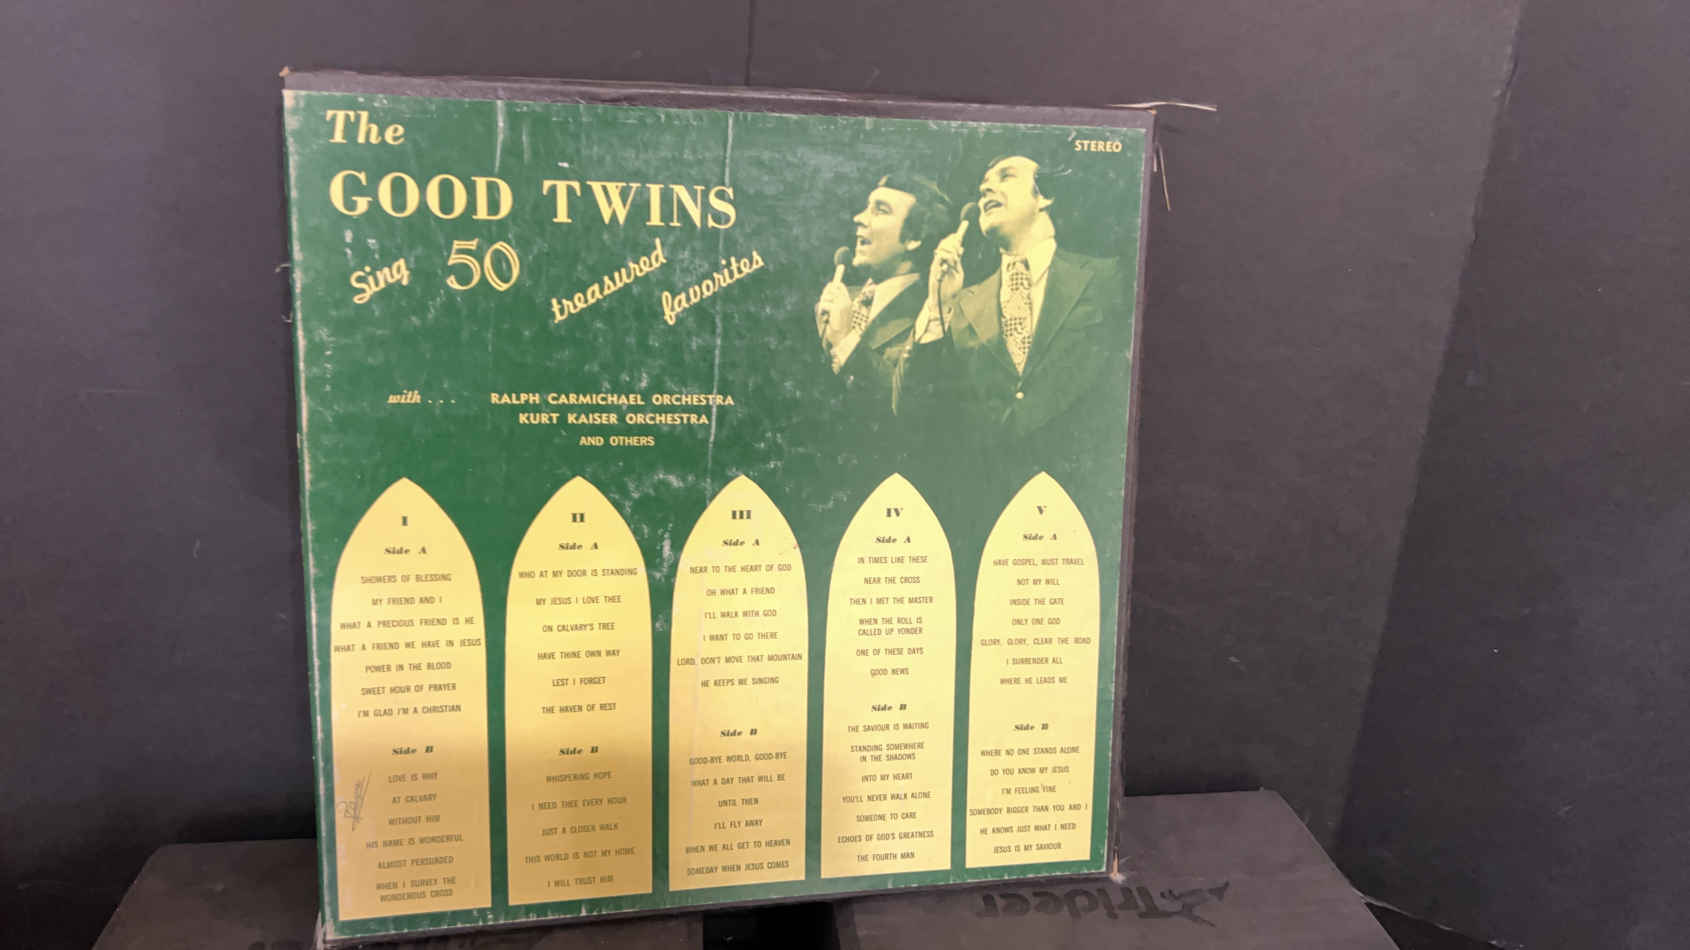 The
STEREO
GOOD TWINS
Sing 50 treasured favorites
with . . . RALPH CARMICHAEL ORCHESTRA
KURT KAISER ORCHESTRA
AND OTHERS
I
Side A
SHOWERS OF BLESSING
MY FRIEND AND I
WHAT A PRECIOUS FRIEND IS HE
WHAT A FRIEND WE HAVE IN JESUS
POWER IN THE BLOOD
SWEET HOUR OF PRAYER
I'M GLAD I'M A CHRISTIAN
Side B
LOVE IS WHY
AT CALVARY
WITHOUT HIM
HIS NAME IS WONDERFUL
ALMOST PERSUADED
WHEN I SURVEY THE
WONDEROUS CROSS
II
Side A
WHO AT MY DOOR IS STANDING
MY JESUS I LOVE THEE
ON CALVARY'S TREE
HAVE THINE OWN WAY
LEST I FORGET
THE HAVEN OF REST
Side B
WHISPERING HOPE
I NEED THEE EVERY HOUR
JUST A CLOSER WALK
THIS WORLD IS NOT MY HOME
I WILL TRUST HIM
III
Side A
NEAR TO THE HEART OF GOD
OH WHAT A FRIEND
I'LL WALK WITH GOD
I WANT TO GO THERE
LORD, DON'T MOVE THAT MOUNTAIN
HE KEEPS ME SINGING
Side B
GOOD-BYE WORLD, GOOD-BYE
WHAT A DAY THAT WILL BE
UNTIL THEN
I'LL FLY AWAY
WHEN WE ALL GET TO HEAVEN
SOMEDAY WHEN JESUS COMES
IV
Side A
IN TIMES LIKE THESE
NEAR THE CROSS
THEN I MET THE MASTER
WHEN THE ROLL IS
CALLED UP YONDER
ONE OF THESE DAYS
GOOD NEWS
Side B
THE SAVIOUR IS WAITING
STANDING SOMEWHERE
IN THE SHADOWS
INTO MY HEART
YOU'LL NEVER WALK ALONE
SOMEONE TO CARE
ECHOES OF GOD'S GREATNESS
THE FOURTH MAN
V
Side A
HAVE GOSPEL, MUST TRAVEL
NOT MY WILL
INSIDE THE GATE
ONLY ONE GOD
GLORY, GLORY, CLEAR THE ROAD
I SURRENDER ALL
WHERE HE LEADS ME
Side B
WHERE NO ONE STANDS ALONE
DO YOU KNOW MY JESUS
I'M FEELING FINE
SOMEBODY BIGGER THAN YOU AND I
HE KNOWS JUST WHAT I NEED
JESUS IS MY SAVIOUR
Trideer